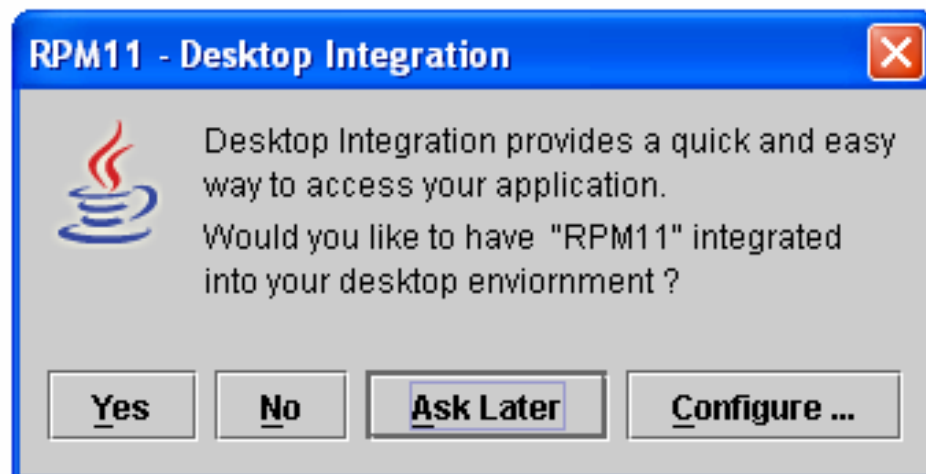 RPM11 - Desktop Integration
Desktop Integration provides a quick and easy
way to access your application.
Would you like to have "RPM11" integrated
into your desktop enviornment ?
Yes No Ask Later Configure ...